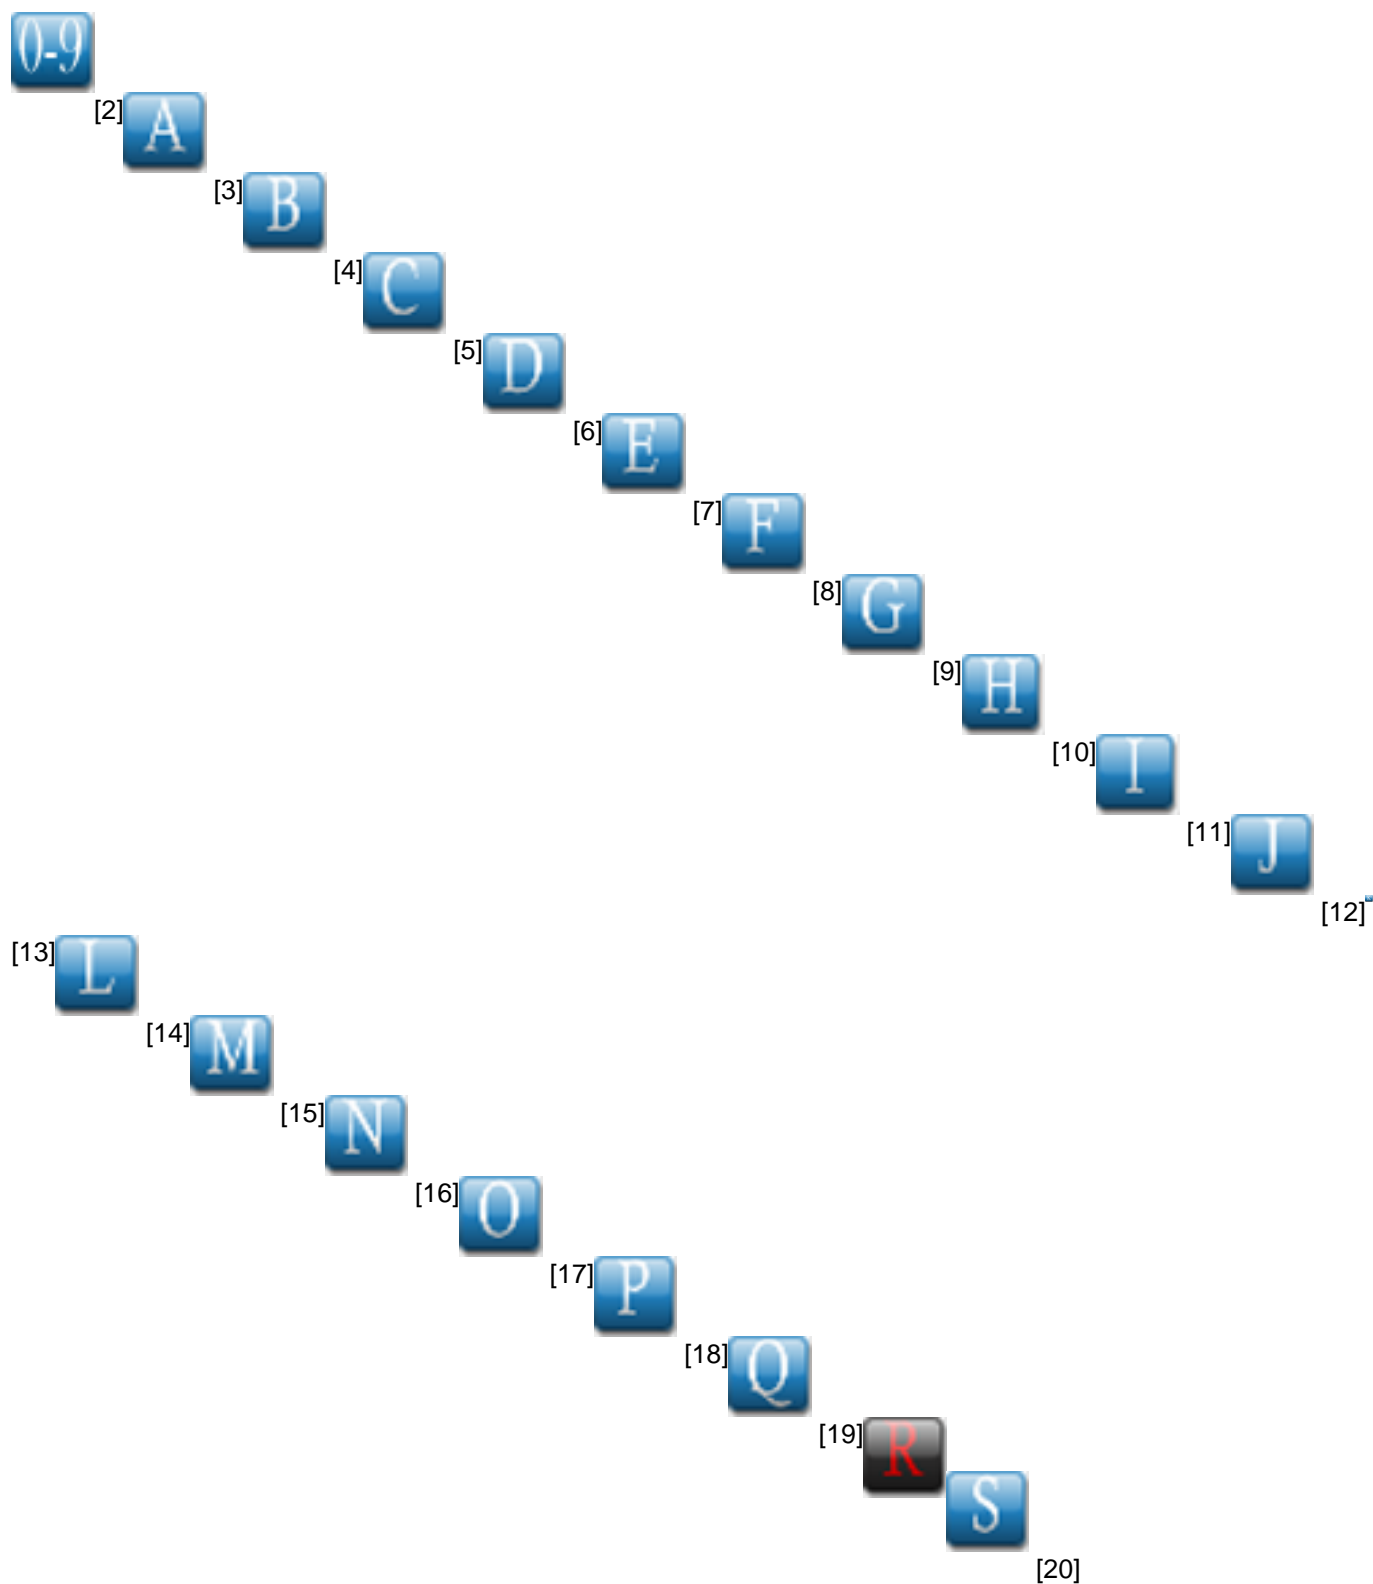 0-9
[2] A
[3] B
[4] C
[5] D
[6] E
[7] F
[8] G
[9] H
[10] I
[11] J
[12]
[13] L
[14] M
[15] N
[16] O
[17] P
[18] Q
[19] R
S
[20]